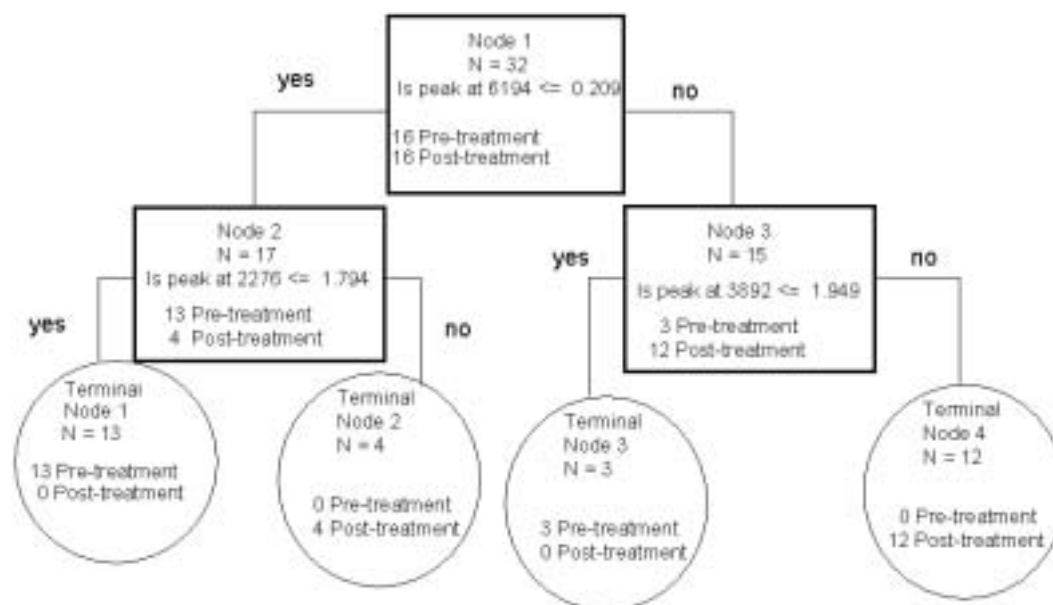 Node 1
N = 32
yes
Is peak at 6194 <= 0.209
no
16 Pre-treatment
16 Post-treatment
Node 2
N = 17
Is peak at 2276 <= 1.794
13 Pre-treatment
4 Post-treatment
yes
no
Node 3
N = 15
yes
no
Is peak at 3892 <= 1.949
3 Pre-treatment
12 Post-treatment
Terminal
Node 1
N = 13
13 Pre-treatment
0 Post-treatment
Terminal
Node 2
N = 4
0 Pre-treatment
4 Post-treatment
Terminal
Node 3
N = 3
3 Pre-treatment
0 Post-treatment
Terminal
Node 4
N = 12
0 Pre-treatment
12 Post-treatment